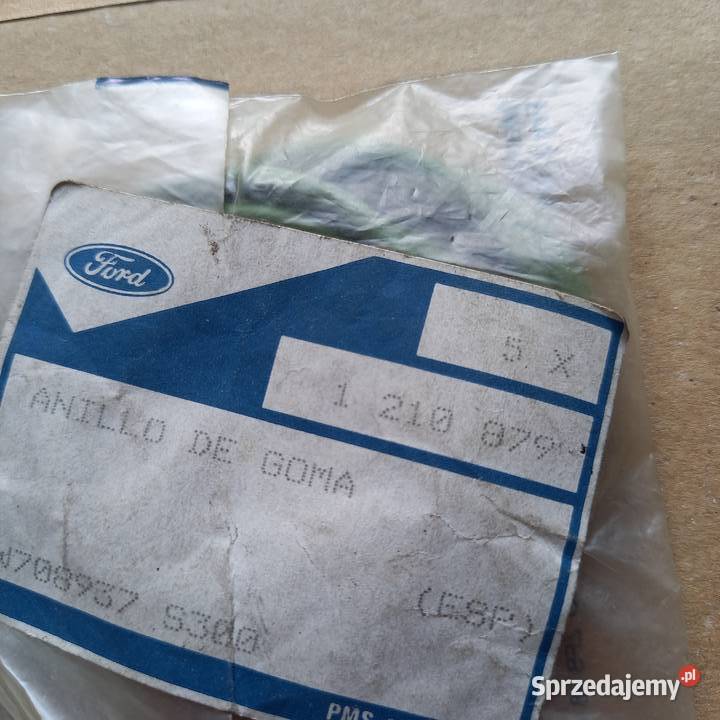 Ford
5 X
1 210 879
ANILLO DE GOMA
W708937 S300
(ESP)
PMS
Sprzedajemy.pl